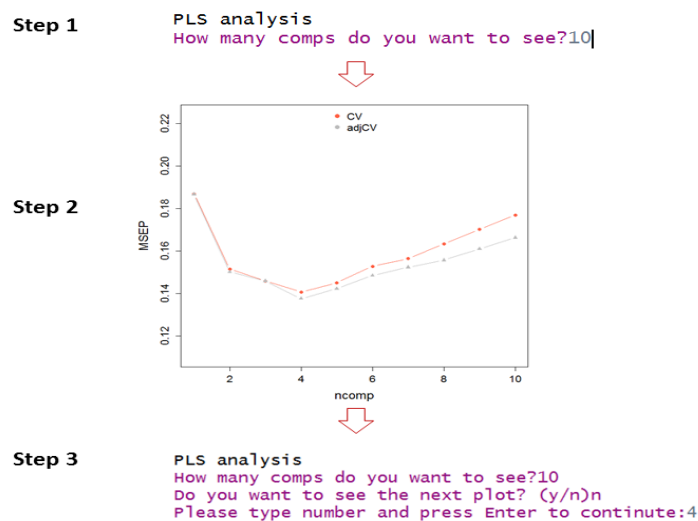 Step 1
PLS analysis
How many comps do you want to see?10
Step 2
CV
adjCV
MSEP
0.22
0.20
0.18
0.16
0.14
0.12
2
4
6
8
10
ncomp
Step 3
PLS analysis
How many comps do you want to see?10
Do you want to see the next plot? (y/n)n
Please type number and press Enter to continute:4